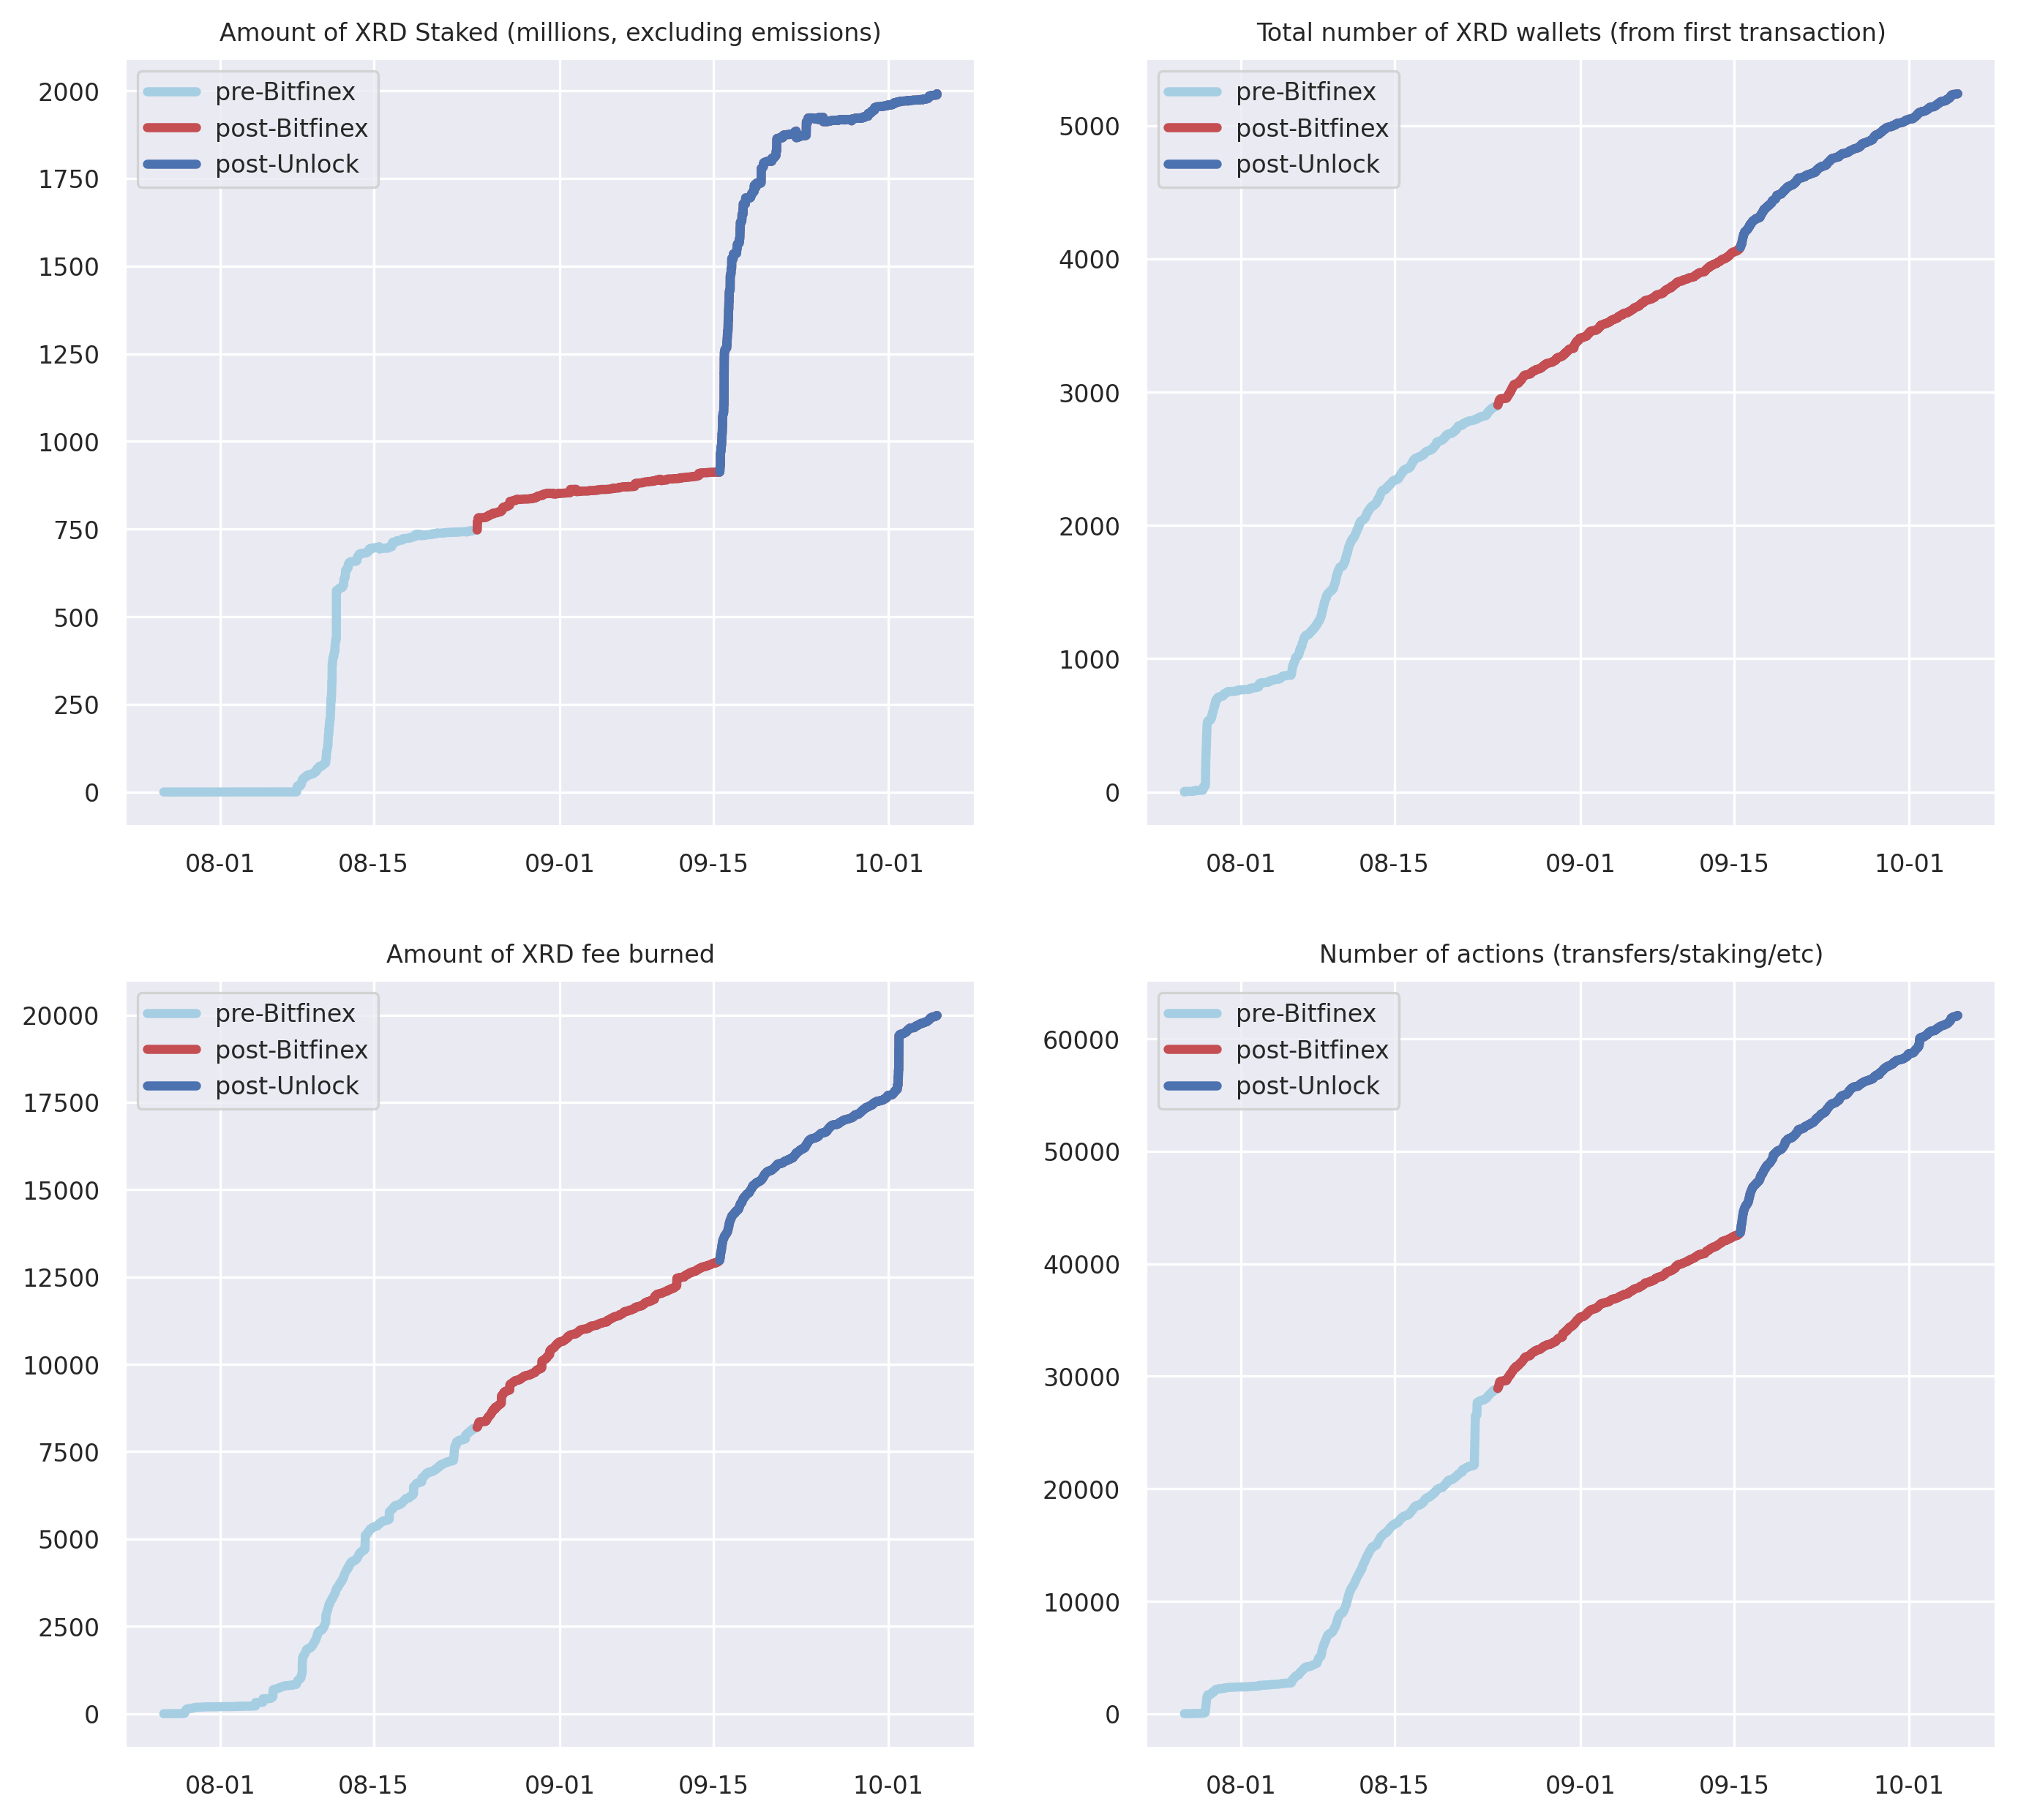 Amount of XRD Staked (millions, excluding emissions)
pre-Bitfinex
post-Bitfinex
post-Unlock
2000
1750
1500
1250
1000
750
500
250
0
08-01 08-15 09-01 09-15 10-01
Total number of XRD wallets (from first transaction)
pre-Bitfinex
post-Bitfinex
post-Unlock
5000
4000
3000
2000
1000
0
08-01 08-15 09-01 09-15 10-01
Amount of XRD fee burned
pre-Bitfinex
post-Bitfinex
post-Unlock
20000
17500
15000
12500
10000
7500
5000
2500
0
08-01 08-15 09-01 09-15 10-01
Number of actions (transfers/staking/etc)
pre-Bitfinex
post-Bitfinex
post-Unlock
60000
50000
40000
30000
20000
10000
0
08-01 08-15 09-01 09-15 10-01